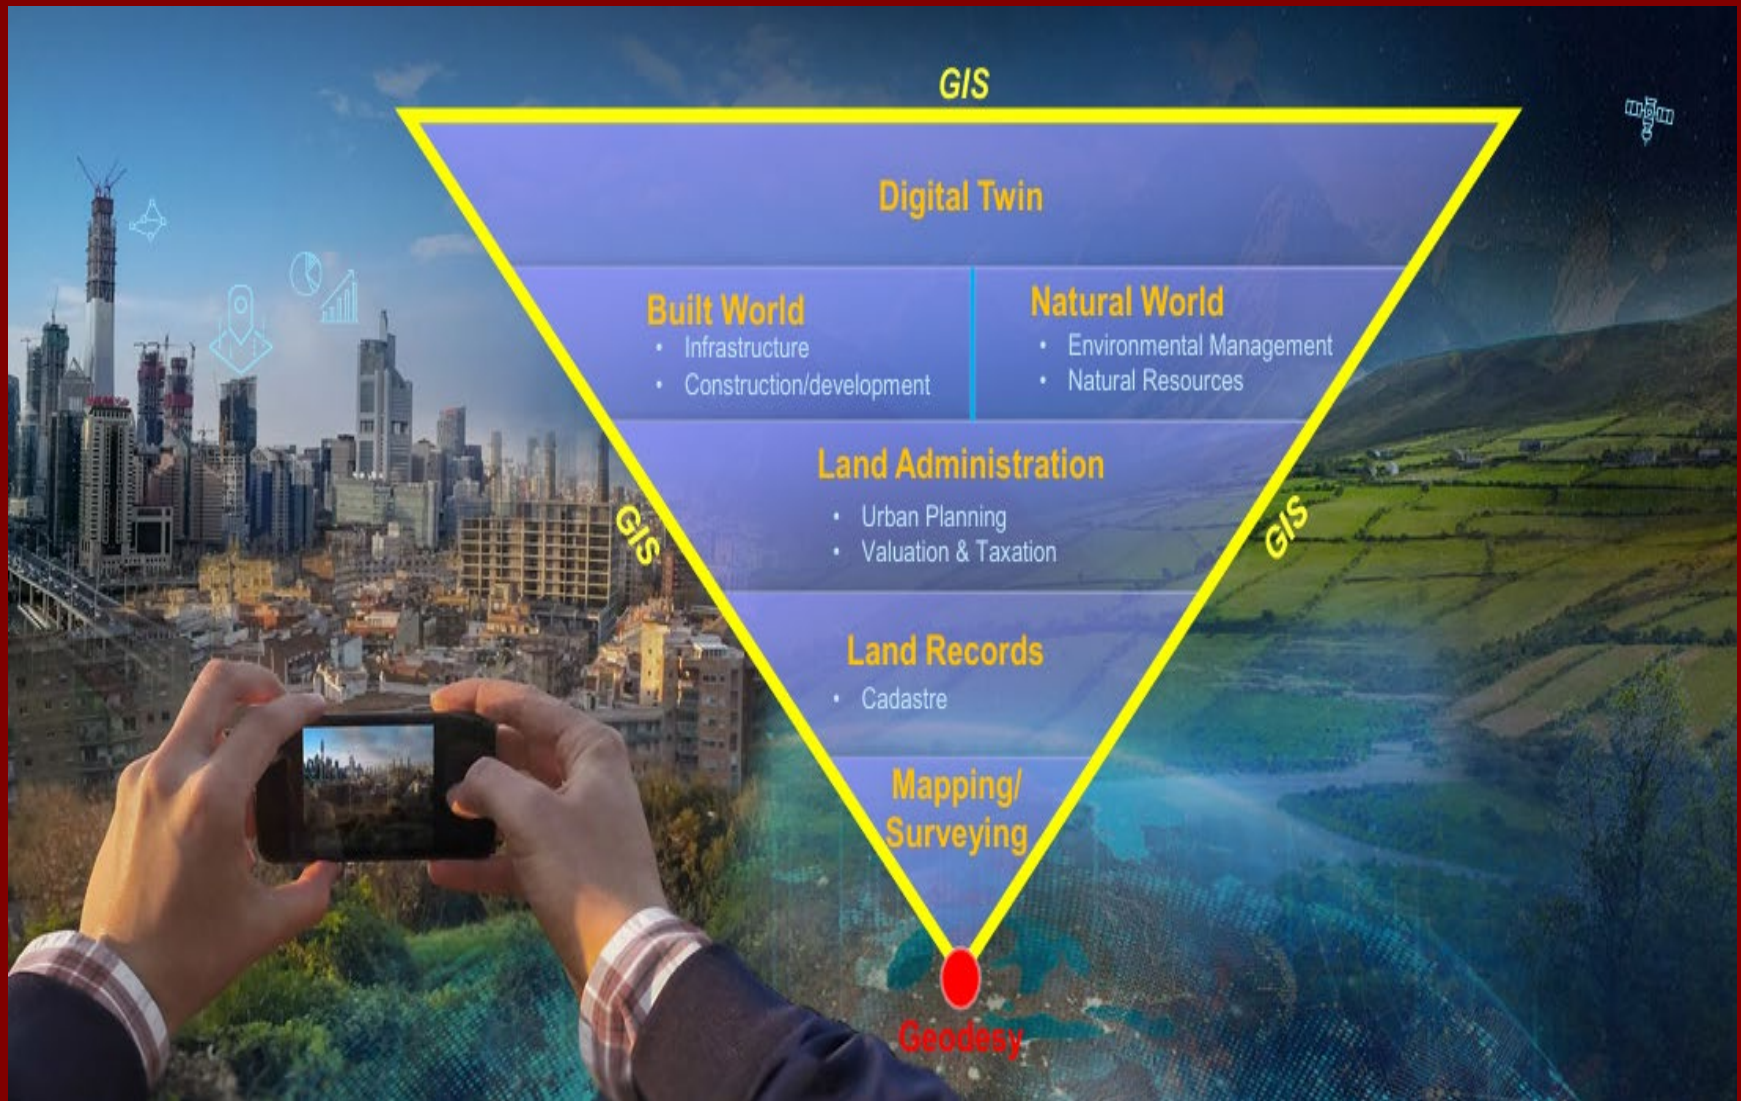 GIS
Digital Twin
Built World
• Infrastructure
• Construction/development
Natural World
• Environmental Management
• Natural Resources
Land Administration
• Urban Planning
• Valuation & Taxation
GIS
GIS
Land Records
• Cadastre
Mapping/
Surveying
Geodesy